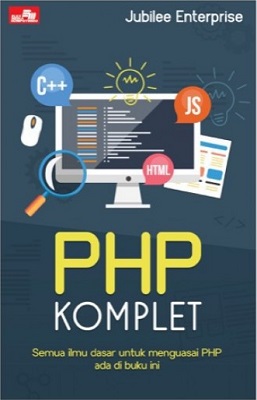 Jubilee Enterprise
C++
JS
HTML
PHP
KOMPLET
Semua ilmu dasar untuk menguasai PHP
ada di buku ini